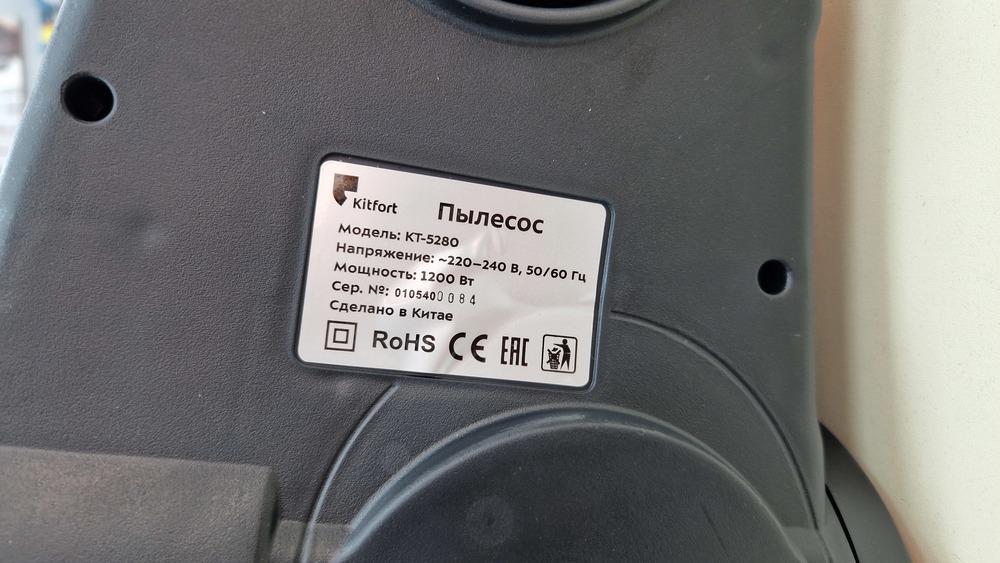 Kitfort
Пылесос
Модель: КТ-5280
Напряжение: ~220–240 В, 50/60 Гц
Мощность: 1200 Вт
Сер. №: 0105400084
Сделано в Китае
RoHS CE EAC